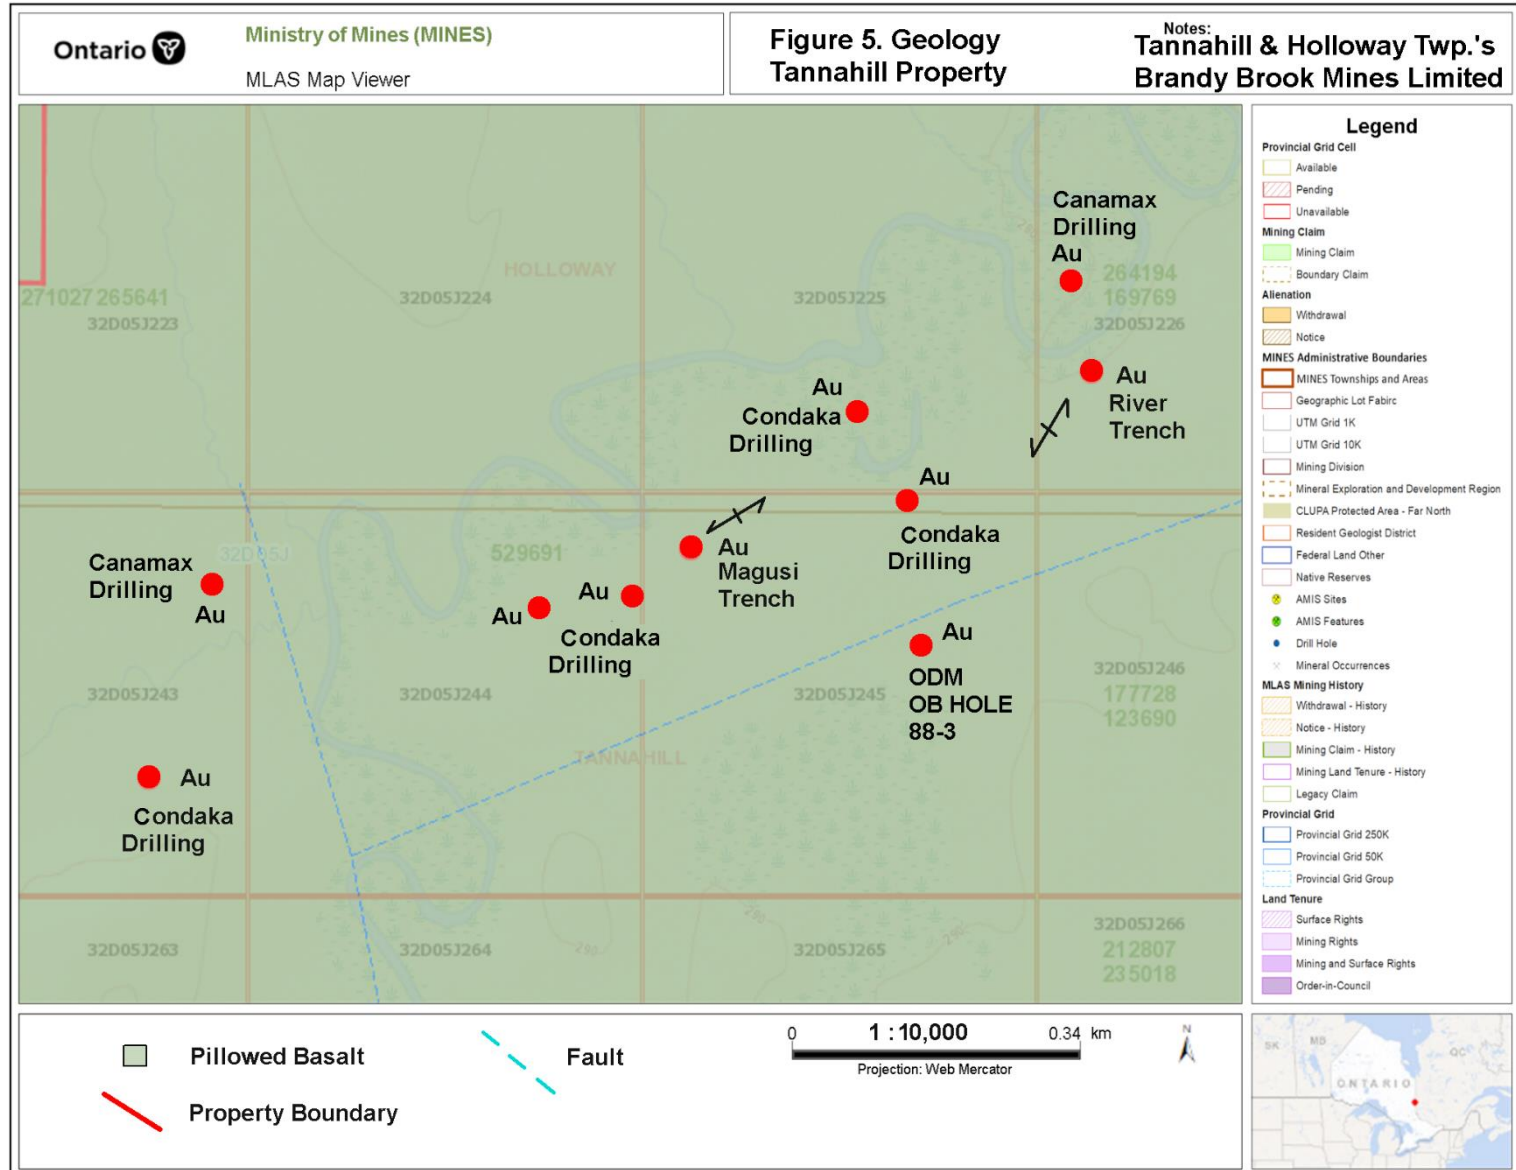 Ontario
Ministry of Mines (MINES)
MLAS Map Viewer
Figure 5. Geology
Tannahill Property
Notes:
Tannahill & Holloway Twp.'s
Brandy Brook Mines Limited
HOLLOWAY
271027 265641
32D05J223
32D05J224
32D05J225
Canamax
Drilling
Au
264194
169769
32D05J226
Au
River
Trench
Au
Condaka
Drilling
Au
Condaka
Drilling
Au
Magusi
Trench
529691
32D05J
Canamax
Drilling
Au
Au
Au
Condaka
Drilling
Au
ODM
OB HOLE
88-3
32D05J243
32D05J244
32D05J245
32D05J246
177728
123690
TANNAHILL
Au
Condaka
Drilling
32D05J263
32D05J264
290
32D05J265
290
32D05J266
212807
235018
Legend
Provincial Grid Cell
Available
Pending
Unavailable
Mining Claim
Mining Claim
Boundary Claim
Alienation
Withdrawal
Notice
MINES Administrative Boundaries
MINES Townships and Areas
Geographic Lot Fabirc
UTM Grid 1K
UTM Grid 10K
Mining Division
Mineral Exploration and Development Region
CLUPA Protected Area - Far North
Resident Geologist District
Federal Land Other
Native Reserves
AMIS Sites
AMIS Features
Drill Hole
Mineral Occurrences
MLAS Mining History
Withdrawal - History
Notice - History
Mining Claim - History
Mining Land Tenure - History
Legacy Claim
Provincial Grid
Provincial Grid 250K
Provincial Grid 50K
Provincial Grid Group
Land Tenure
Surface Rights
Mining Rights
Mining and Surface Rights
Order-in-Council
Pillowed Basalt
Property Boundary
Fault
0 1 : 10,000 0.34 km
Projection: Web Mercator
N
SK MB QC
ONTARIO